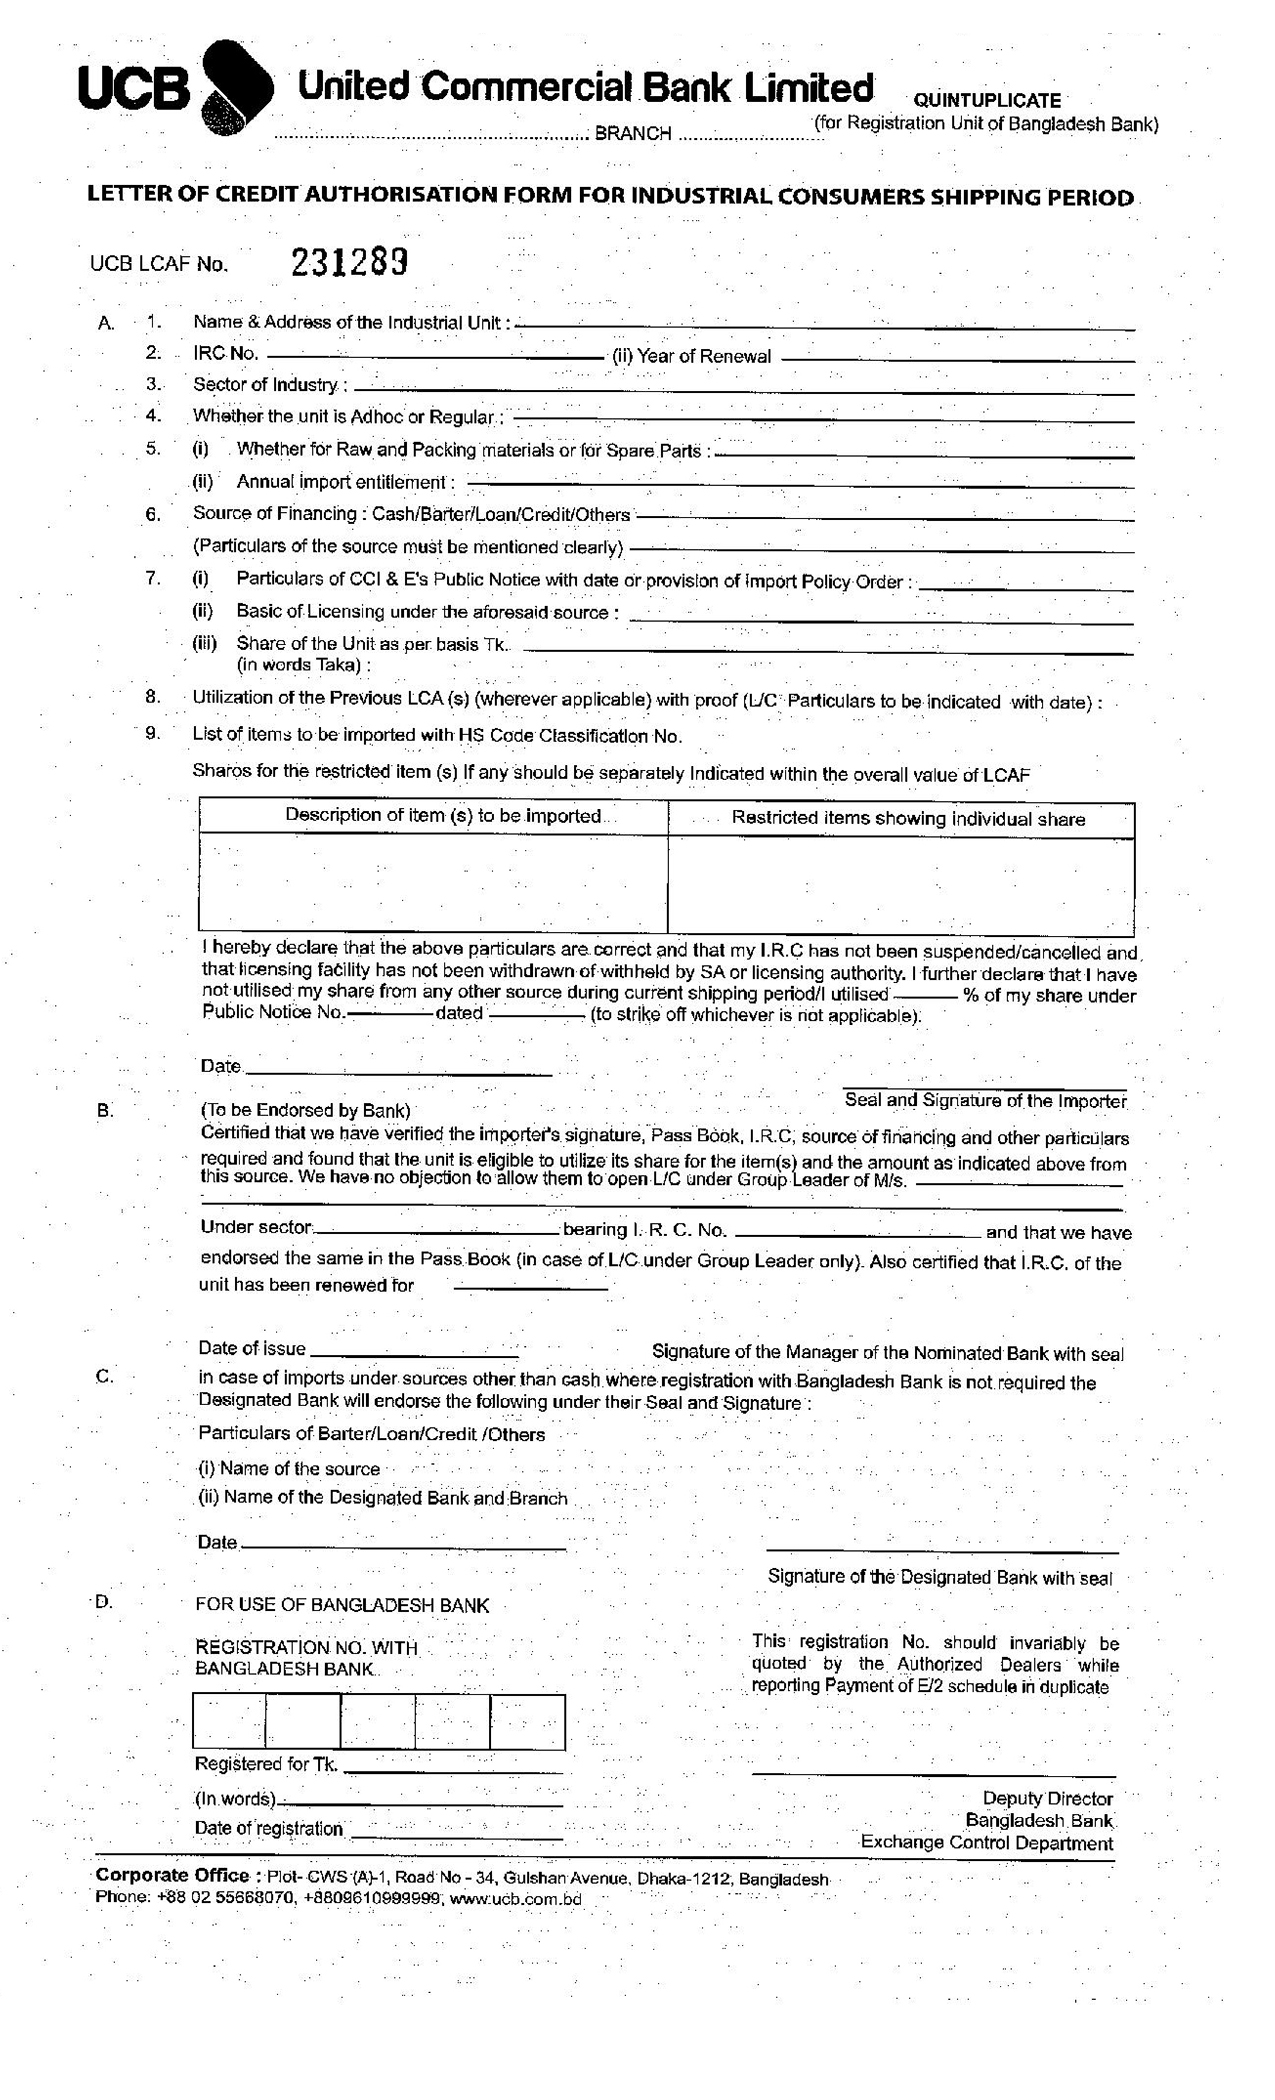 UCB United Commercial Bank Limited QUINTUPLICATE
BRANCH (for Registration Unit of Bangladesh Bank)
LETTER OF CREDIT AUTHORISATION FORM FOR INDUSTRIAL CONSUMERS SHIPPING PERIOD
UCB LCAF No. 231289
A. 1. Name & Address of the Industrial Unit :
2. IRC No. (ii) Year of Renewal
3. Sector of Industry :
4. Whether the unit is Adhoc or Regular :
5. (i) Whether for Raw and Packing materials or for Spare Parts :
(ii) Annual import entitlement :
6. Source of Financing : Cash/Barter/Loan/Credit/Others
(Particulars of the source must be mentioned clearly)
7. (i) Particulars of CCI & E's Public Notice with date or provision of Import Policy Order :
(ii) Basic of Licensing under the aforesaid source :
(iii) Share of the Unit as per basis Tk.
(in words Taka) :
8. Utilization of the Previous LCA (s) (wherever applicable) with proof (L/C Particulars to be indicated with date) :
9. List of items to be imported with HS Code Classification No.
Sharos for the restricted item (s) If any should be separately Indicated within the overall value of LCAF
Description of item (s) to be imported Restricted items showing individual share
I hereby declare that the above particulars are correct and that my I.R.C has not been suspended/cancelled and
that licensing facility has not been withdrawn of withheld by SA or licensing authority. I further declare that I have
not utilised my share from any other source during current shipping period/I utilised % of my share under
Public Notice No. dated (to strike off whichever is not applicable).
Date
Seal and Signature of the Importer
B. (To be Endorsed by Bank)
Certified that we have verified the importer's signature, Pass Book, I.R.C, source of financing and other particulars
required and found that the unit is eligible to utilize its share for the item(s) and the amount as indicated above from
this source. We have no objection to allow them to open L/C under Group Leader of M/s.
Under sector bearing I. R. C. No. and that we have
endorsed the same in the Pass Book (in case of L/C under Group Leader only). Also certified that I.R.C. of the
unit has been renewed for
Date of issue Signature of the Manager of the Nominated Bank with seal
C. in case of imports under sources other than cash where registration with Bangladesh Bank is not required the
Designated Bank will endorse the following under their Seal and Signature :
Particulars of Barter/Loan/Credit /Others
(i) Name of the source
(ii) Name of the Designated Bank and Branch
Date
Signature of the Designated Bank with seal
D. FOR USE OF BANGLADESH BANK
REGISTRATION NO. WITH
BANGLADESH BANK
This registration No. should invariably be
quoted by the Authorized Dealers while
reporting Payment of E/2 schedule in duplicate
Registered for Tk.
(In words)
Date of registration
Deputy Director
Bangladesh Bank
Exchange Control Department
Corporate Office : Plot- CWS (A)-1, Road No - 34, Gulshan Avenue, Dhaka-1212, Bangladesh
Phone: +88 02 55668070, +8809610999999, www.ucb.com.bd